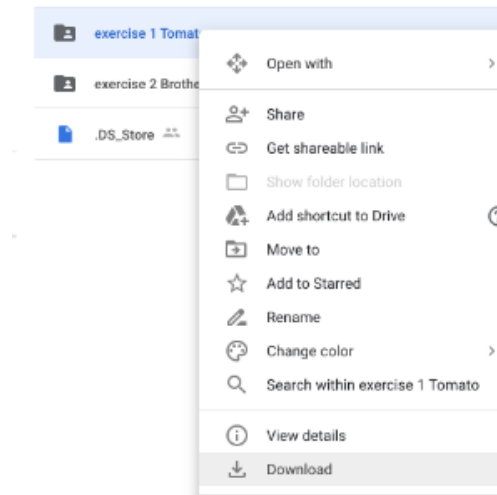 exercise 1 Tomat
Open with
exercise 2 Brothe
Share
.DS_Store
Get shareable link
Show folder location
Add shortcut to Drive
Move to
Add to Starred
Rename
Change color
Search within exercise 1 Tomato
View details
Download